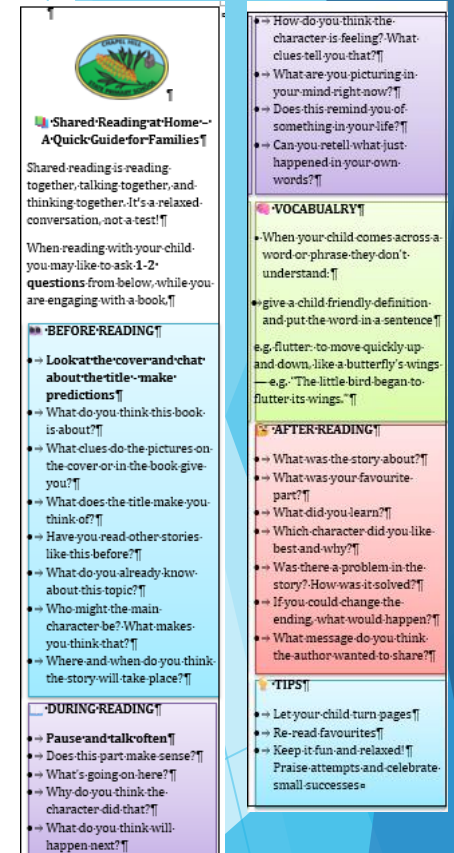 CHAPEL HILL
STATE PRIMARY SCHOOL
Shared Reading at Home –
A Quick Guide for Families
Shared reading is reading
together, talking together, and
thinking together. It's a relaxed
conversation, not a test!
When reading with your child
you may like to ask 1-2
questions from below, while you
are engaging with a book,
BEFORE READING
Look at the cover and chat
about the title - make
predictions
What do you think this book
is about?
What clues do the pictures on
the cover or in the book give
you?
What does the title make you
think of?
Have you read other stories
like this before?
What do you already know
about this topic?
Who might the main
character be? What makes
you think that?
Where and when do you think
the story will take place?
DURING READING
Pause and talk often
Does this part make sense?
What's going on here?
Why do you think the
character did that?
What do you think will
happen next?
How do you think the
character is feeling? What
clues tell you that?
What are you picturing in
your mind right now?
Does this remind you of
something in your life?
Can you retell what just
happened in your own
words?
VOCABUALRY
When your child comes across a
word or phrase they don't
understand:
give a child friendly definition
and put the word in a sentence
e.g. flutter: to move quickly up
and down, like a butterfly's wings
— e.g. "The little bird began to
flutter its wings."
AFTER READING
What was the story about?
What was your favourite
part?
What did you learn?
Which character did you like
best and why?
Was there a problem in the
story? How was it solved?
If you could change the
ending, what would happen?
What message do you think
the author wanted to share?
TIPS
Let your child turn pages
Re-read favourites
Keep it fun and relaxed!
Praise attempts and celebrate
small successes